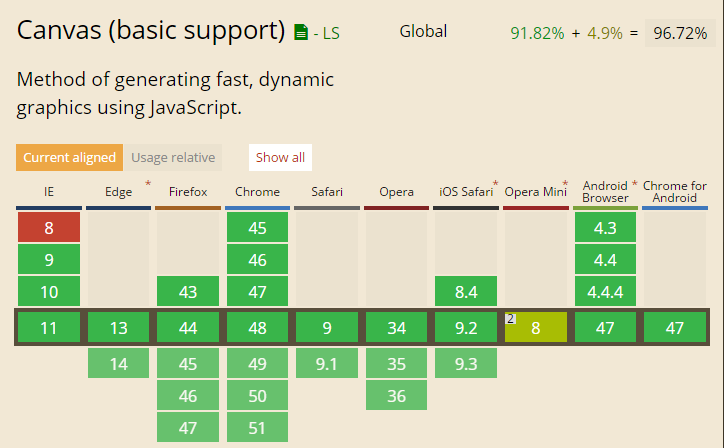 Canvas (basic support) - LS Global 91.82% + 4.9% = 96.72%
Method of generating fast, dynamic
graphics using JavaScript.
Current aligned Usage relative Show all
IE Edge * Firefox Chrome Safari Opera iOS Safari * Opera Mini * Android Browser * Chrome for Android
8 45 4.3
9 46 4.4
10 43 47 8.4 4.4.4
11 13 44 48 9 34 9.2 2 8 47 47
14 45 49 9.1 35 9.3
46 50 36
47 51